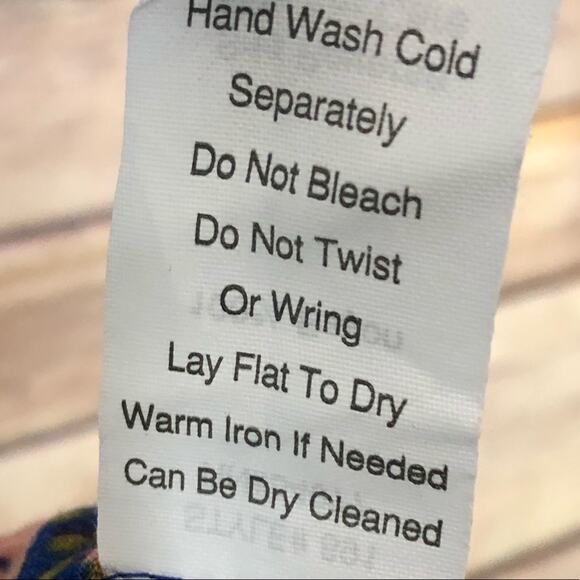 Hand Wash Cold
Separately
Do Not Bleach
Do Not Twist
Or Wring
Lay Flat To Dry
Warm Iron If Needed
Can Be Dry Cleaned